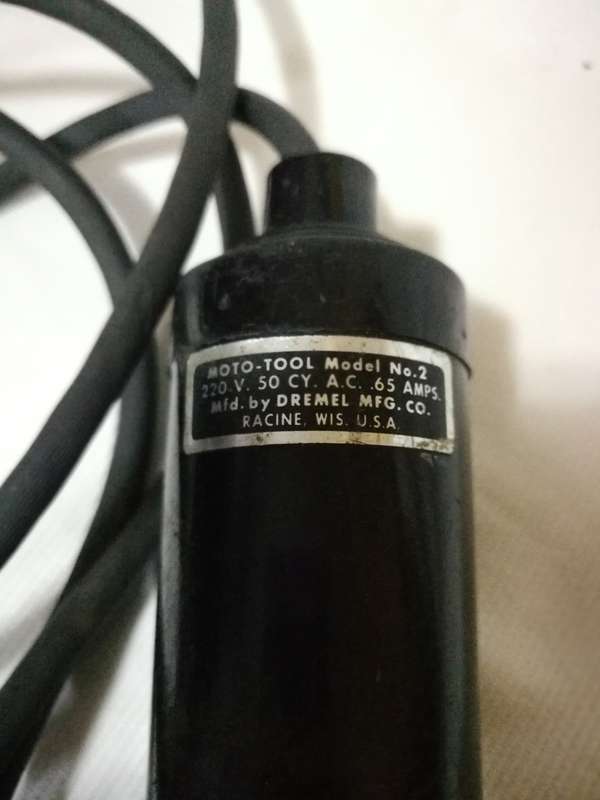 MOTO-TOOL Model No.2
220 V. 50 CY. A.C. .65 AMPS.
Mfd. by DREMEL MFG. CO.
RACINE, WIS. U.S.A.